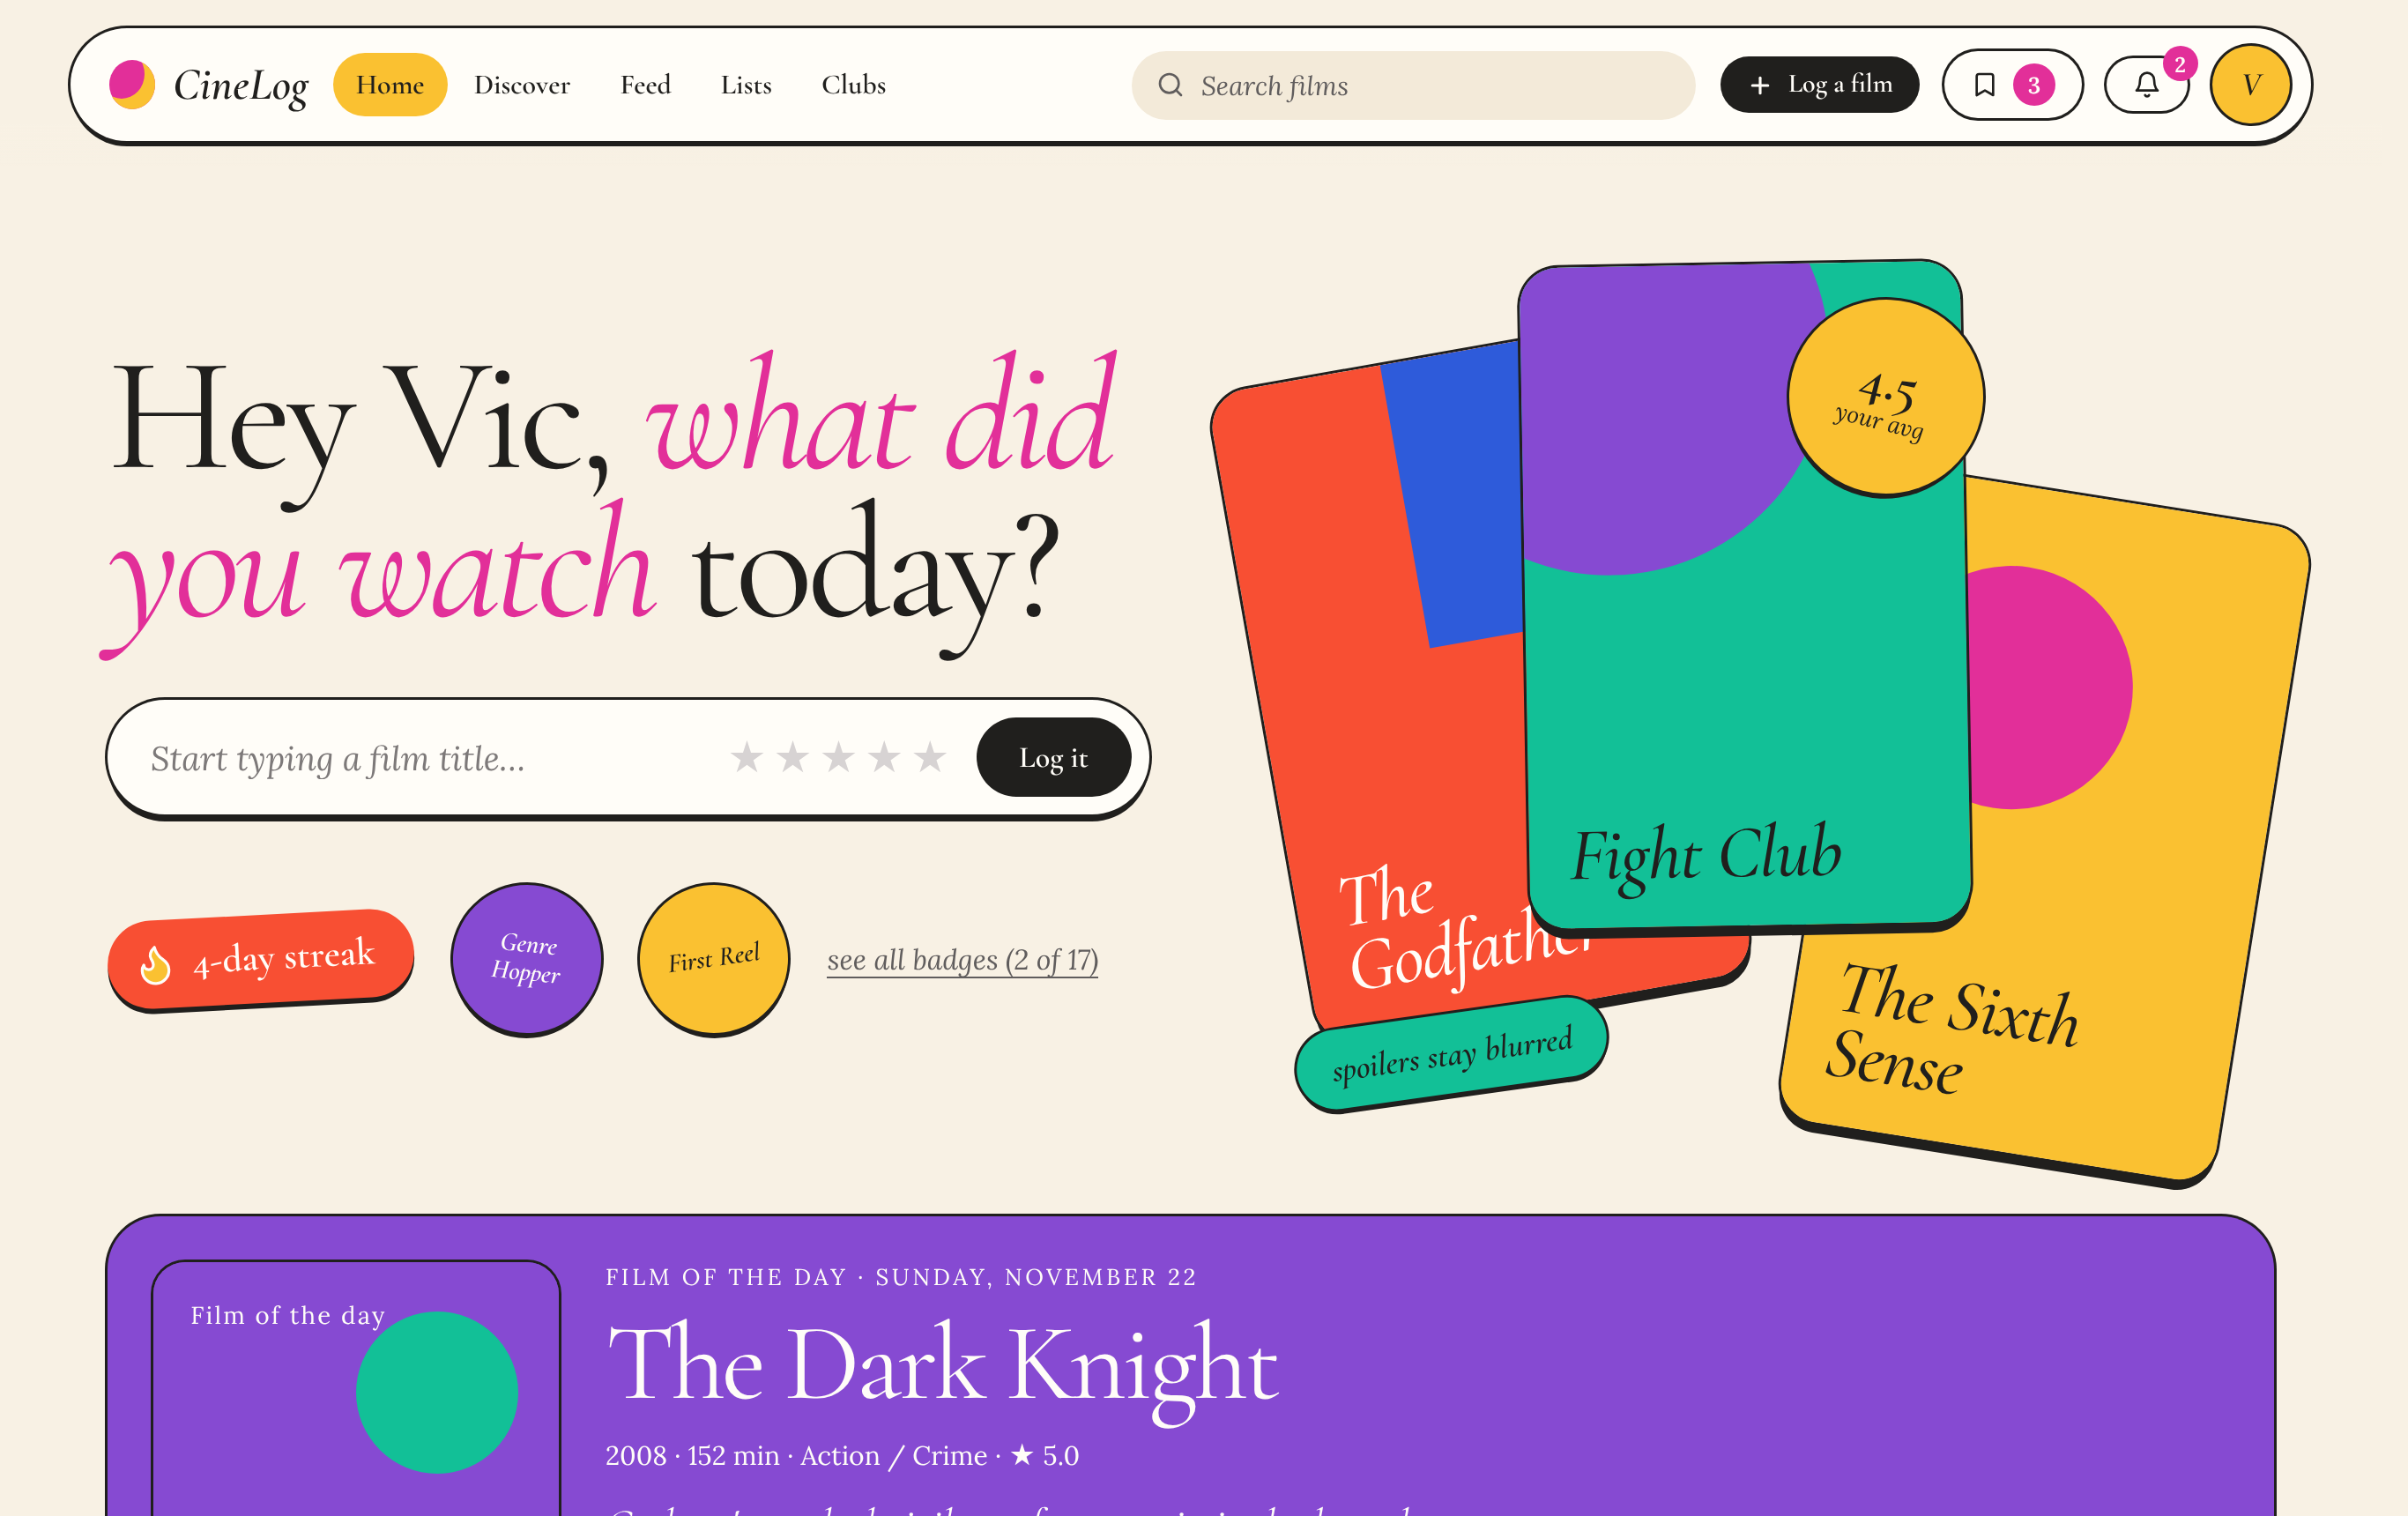 CineLog Home Discover Feed Lists Clubs Search films + Log a film 3 2 V
Hey Vic, what did
you watch today?
Start typing a film title... ★★★★★ Log it
4-day streak
Genre
Hopper
First Reel
see all badges (2 of 17)
4.5
your avg
Fight Club
The
Godfather
spoilers stay blurred
The Sixth
Sense
Film of the day
FILM OF THE DAY · SUNDAY, NOVEMBER 22
The Dark Knight
2008 · 152 min · Action / Crime · ★ 5.0